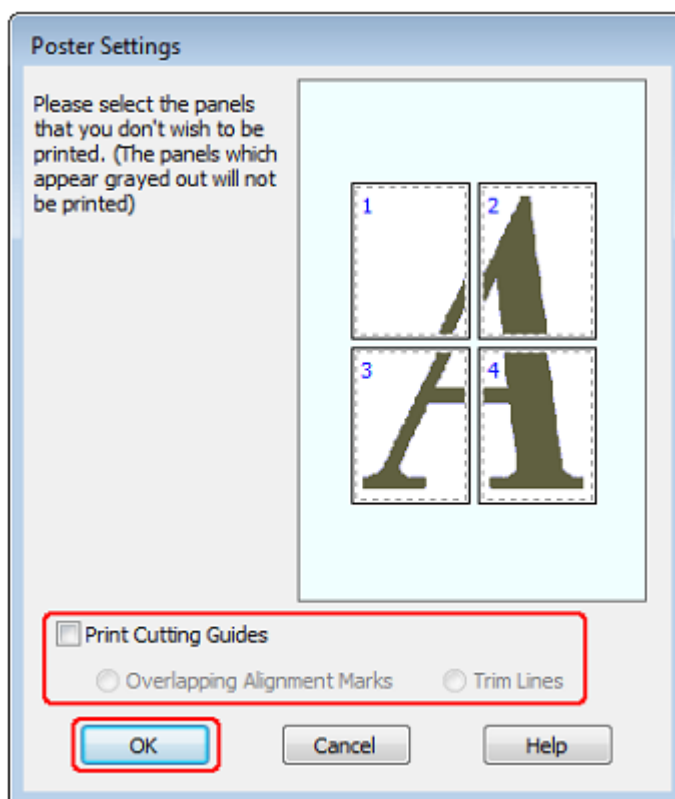 Poster Settings
Please select the panels
that you don't wish to be
printed. (The panels which
appear grayed out will not
be printed)
1
2
3
4
A
Print Cutting Guides
Overlapping Alignment Marks
Trim Lines
OK
Cancel
Help